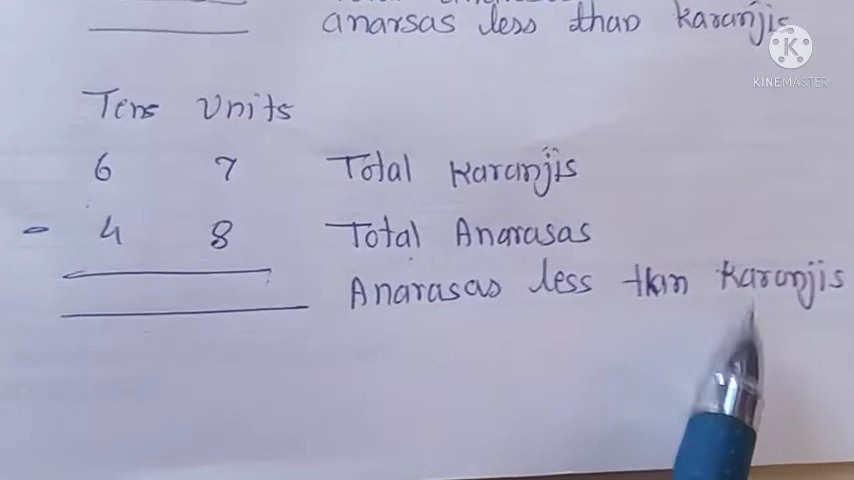 anarsas less than karanjis
K
KINEMASTER
Tens Units
6 7 Total Karanjis
- 4 8 Total Anarasas
Anarasas less than Karanjis